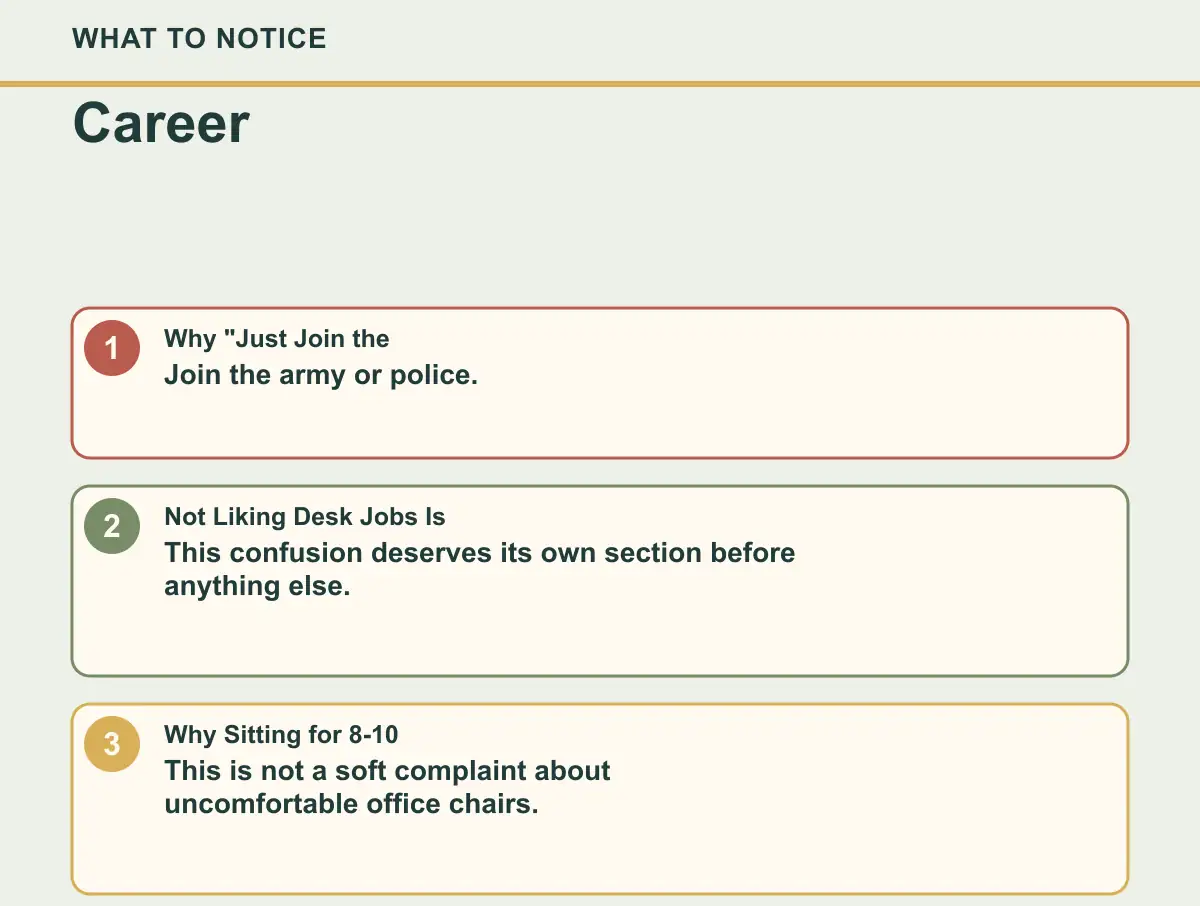 WHAT TO NOTICE
Career
1
Why "Just Join the
Join the army or police.
2
Not Liking Desk Jobs Is
This confusion deserves its own section before
anything else.
3
Why Sitting for 8-10
This is not a soft complaint about
uncomfortable office chairs.